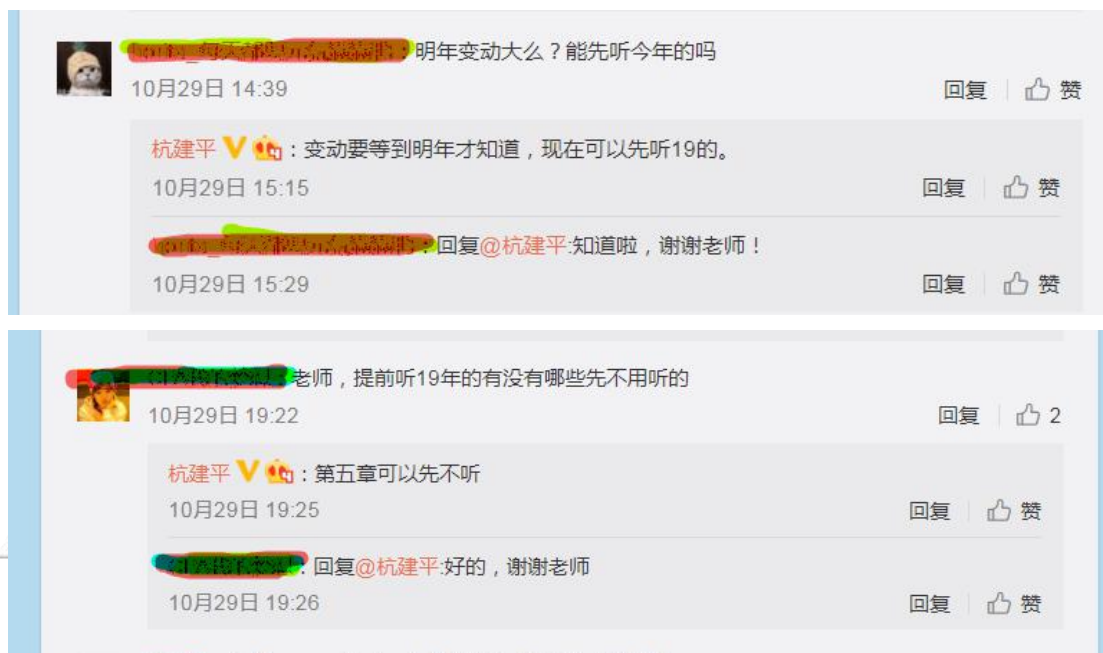 明年变动大么？能先听今年的吗
10月29日 14:39 回复 赞
杭建平：变动要等到明年才知道，现在可以先听19的。
10月29日 15:15 回复 赞
：回复@杭建平:知道啦，谢谢老师！
10月29日 15:29 回复 赞
老师，提前听19年的有没有哪些先不用听的
10月29日 19:22 回复 2
杭建平：第五章可以先不听
10月29日 19:25 回复 赞
：回复@杭建平:好的，谢谢老师
10月29日 19:26 回复 赞